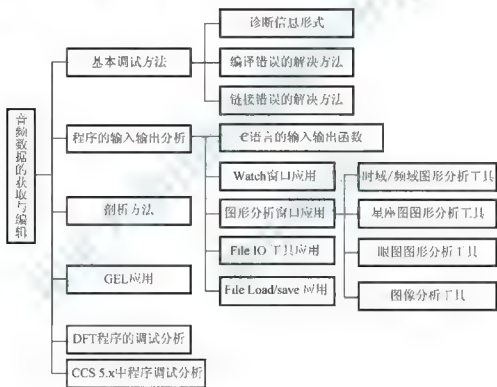 音频数据的获取与编辑
基本调试方法
诊断信息形式
编译错误的解决方法
链接错误的解决方法
程序的输入输出分析
C语言的输入输出函数
Watch窗口应用
图形分析窗口应用
时域/频域图形分析工具
星座图图形分析工具
眼图图形分析工具
图像分析工具
File IO 工具应用
File Load/save 应用
剖析方法
GEL应用
DFT程序的调试分析
CCS 5.x中程序调试分析